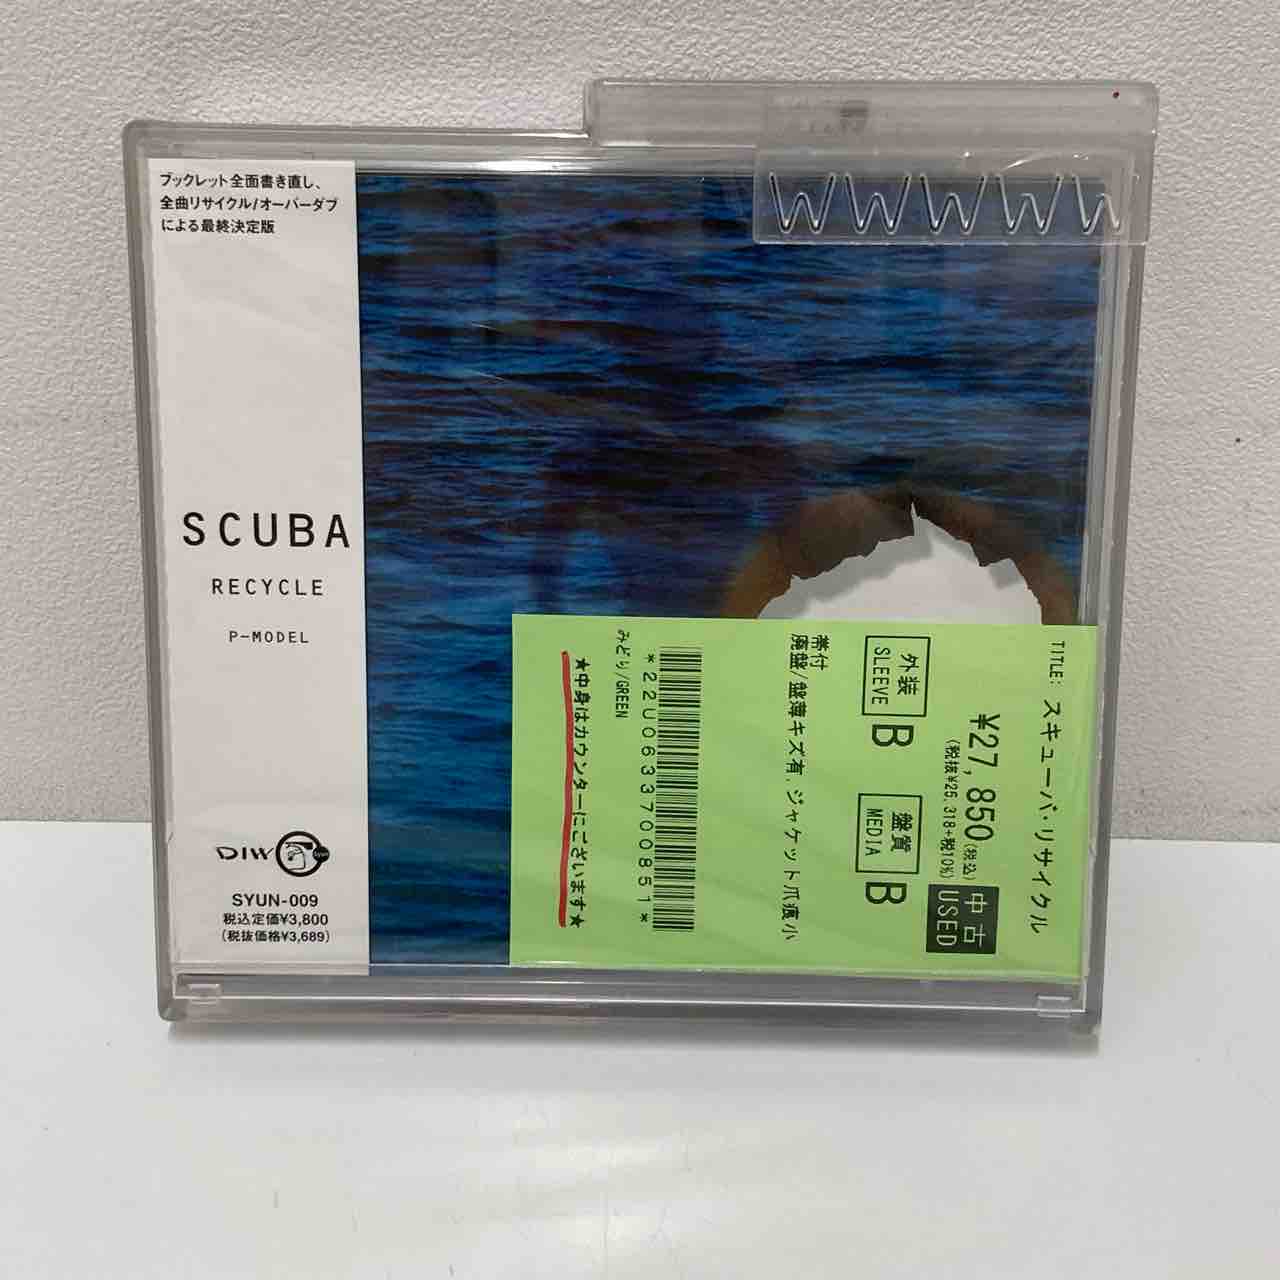 ブックレット全面書き直し、
全曲リサイクル/オーバーダブ
による最終決定版
SCUBA
RECYCLE
P-MODEL
DIW
Syun
SYUN-009
税込定価¥3,800
(税抜価格¥3,689)
WWWWW
TITLE: スキューバ・リサイクル
¥27,850(税込)
(税抜¥25,318+税10%)
中古
USED
外装
SLEEVE
B
盤質
MEDIA
B
帯付
廃盤/盤薄キズ有,ジャケット爪痕小
*22U063370O851*
みどり/GREEN
★中身はカウンターにございます★